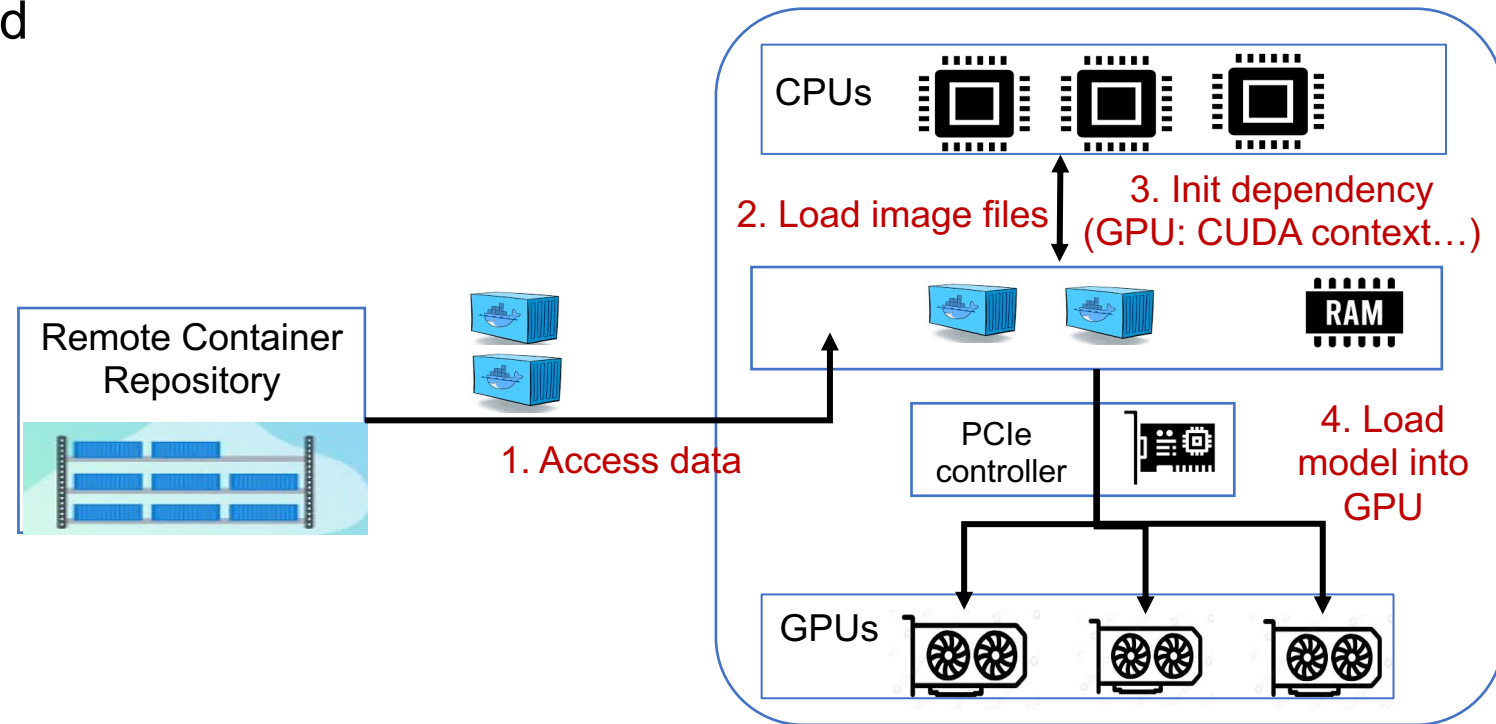 d
CPUs
2. Load image files
3. Init dependency
(GPU: CUDA context…)
RAM
Remote Container
Repository
1. Access data
PCIe
controller
4. Load
model into
GPU
GPUs